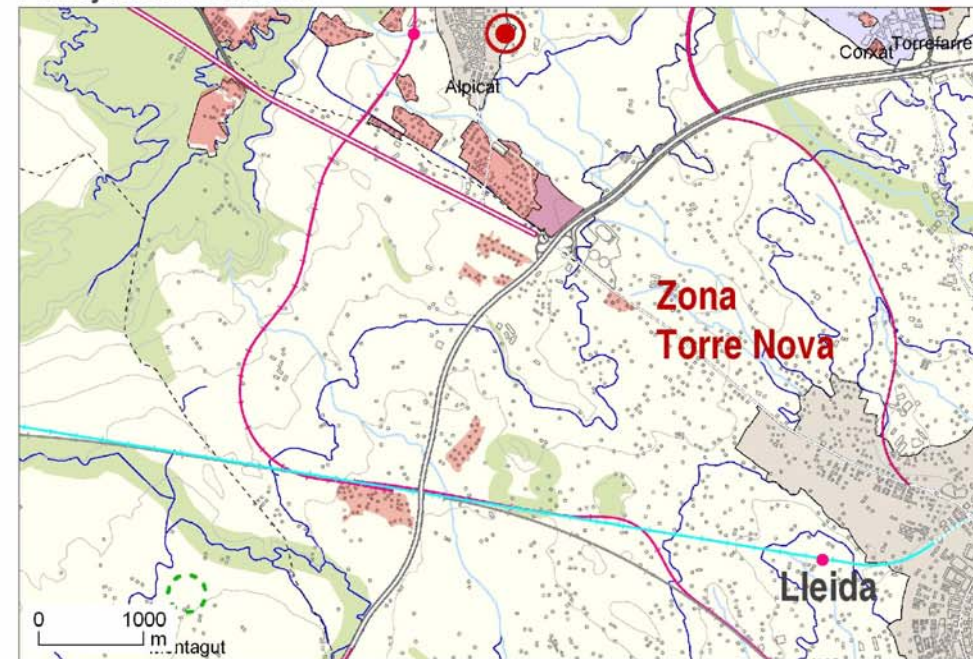 Alpicat
Corxat
Torrefarre
Zona
Torre Nova
Lleida
0 1000
m